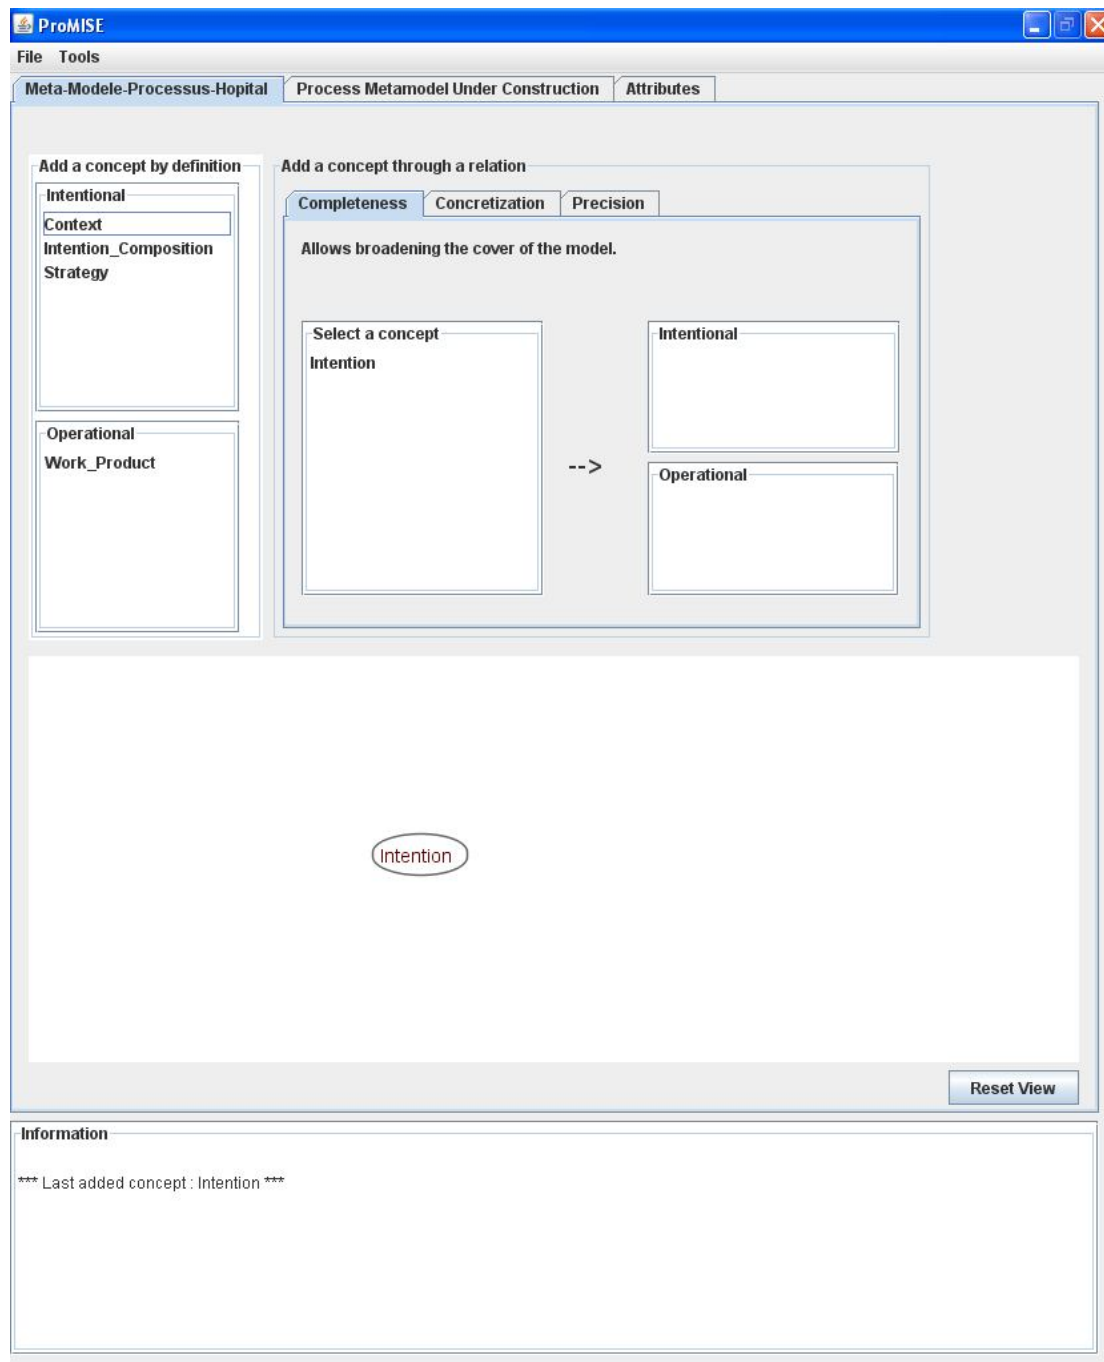 ProMISE
File Tools
Meta-Modele-Processus-Hopital Process Metamodel Under Construction Attributes
Add a concept by definition
Intentional
Context
Intention_Composition
Strategy
Operational
Work_Product
Add a concept through a relation
Completeness Concretization Precision
Allows broadening the cover of the model.
Select a concept
Intention
-->
Intentional
Operational
Intention
Reset View
Information
*** Last added concept : Intention ***